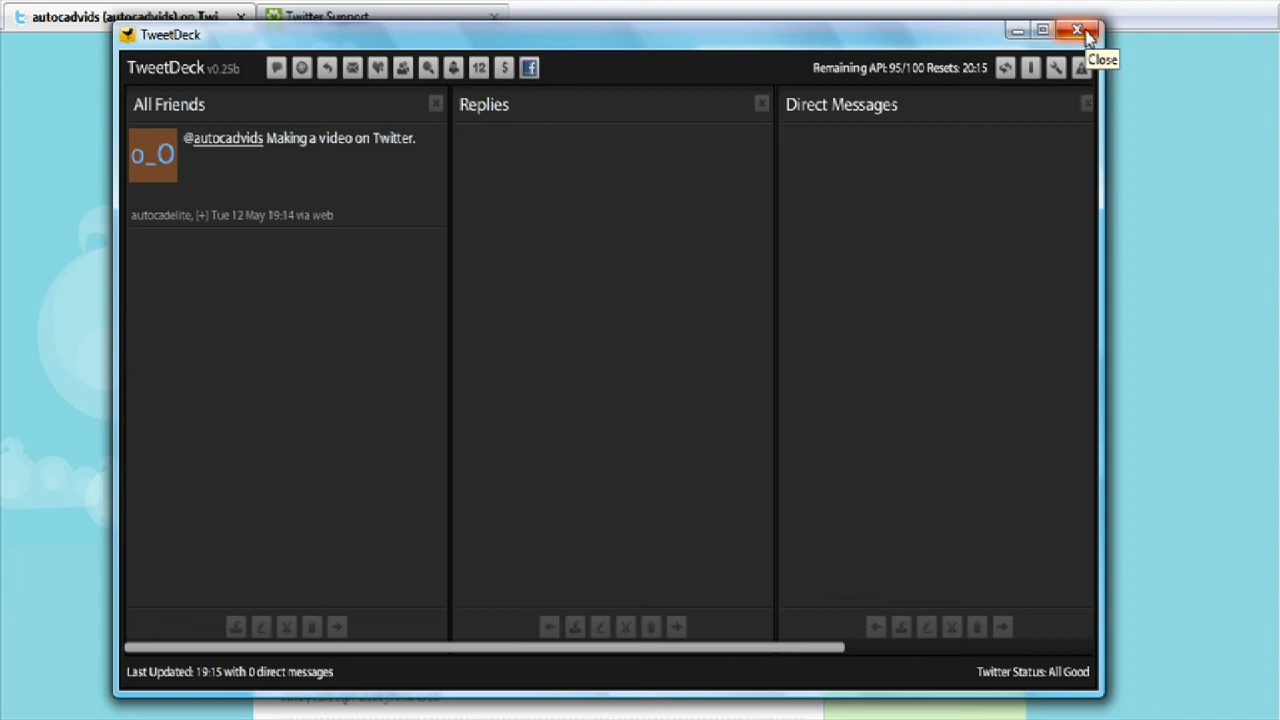 autocadvids (autocadvids) on Twi...
Twitter Support
TweetDeck
Close
TweetDeck v0.25b
12
$
f
Remaining API: 95/100 Resets: 20:15
All Friends
Replies
Direct Messages
@autocadvids Making a video on Twitter.
o_O
autocadelite, [+] Tue 12 May 19:14 via web
Last Updated: 19:15 with 0 direct messages
Twitter Status: All Good